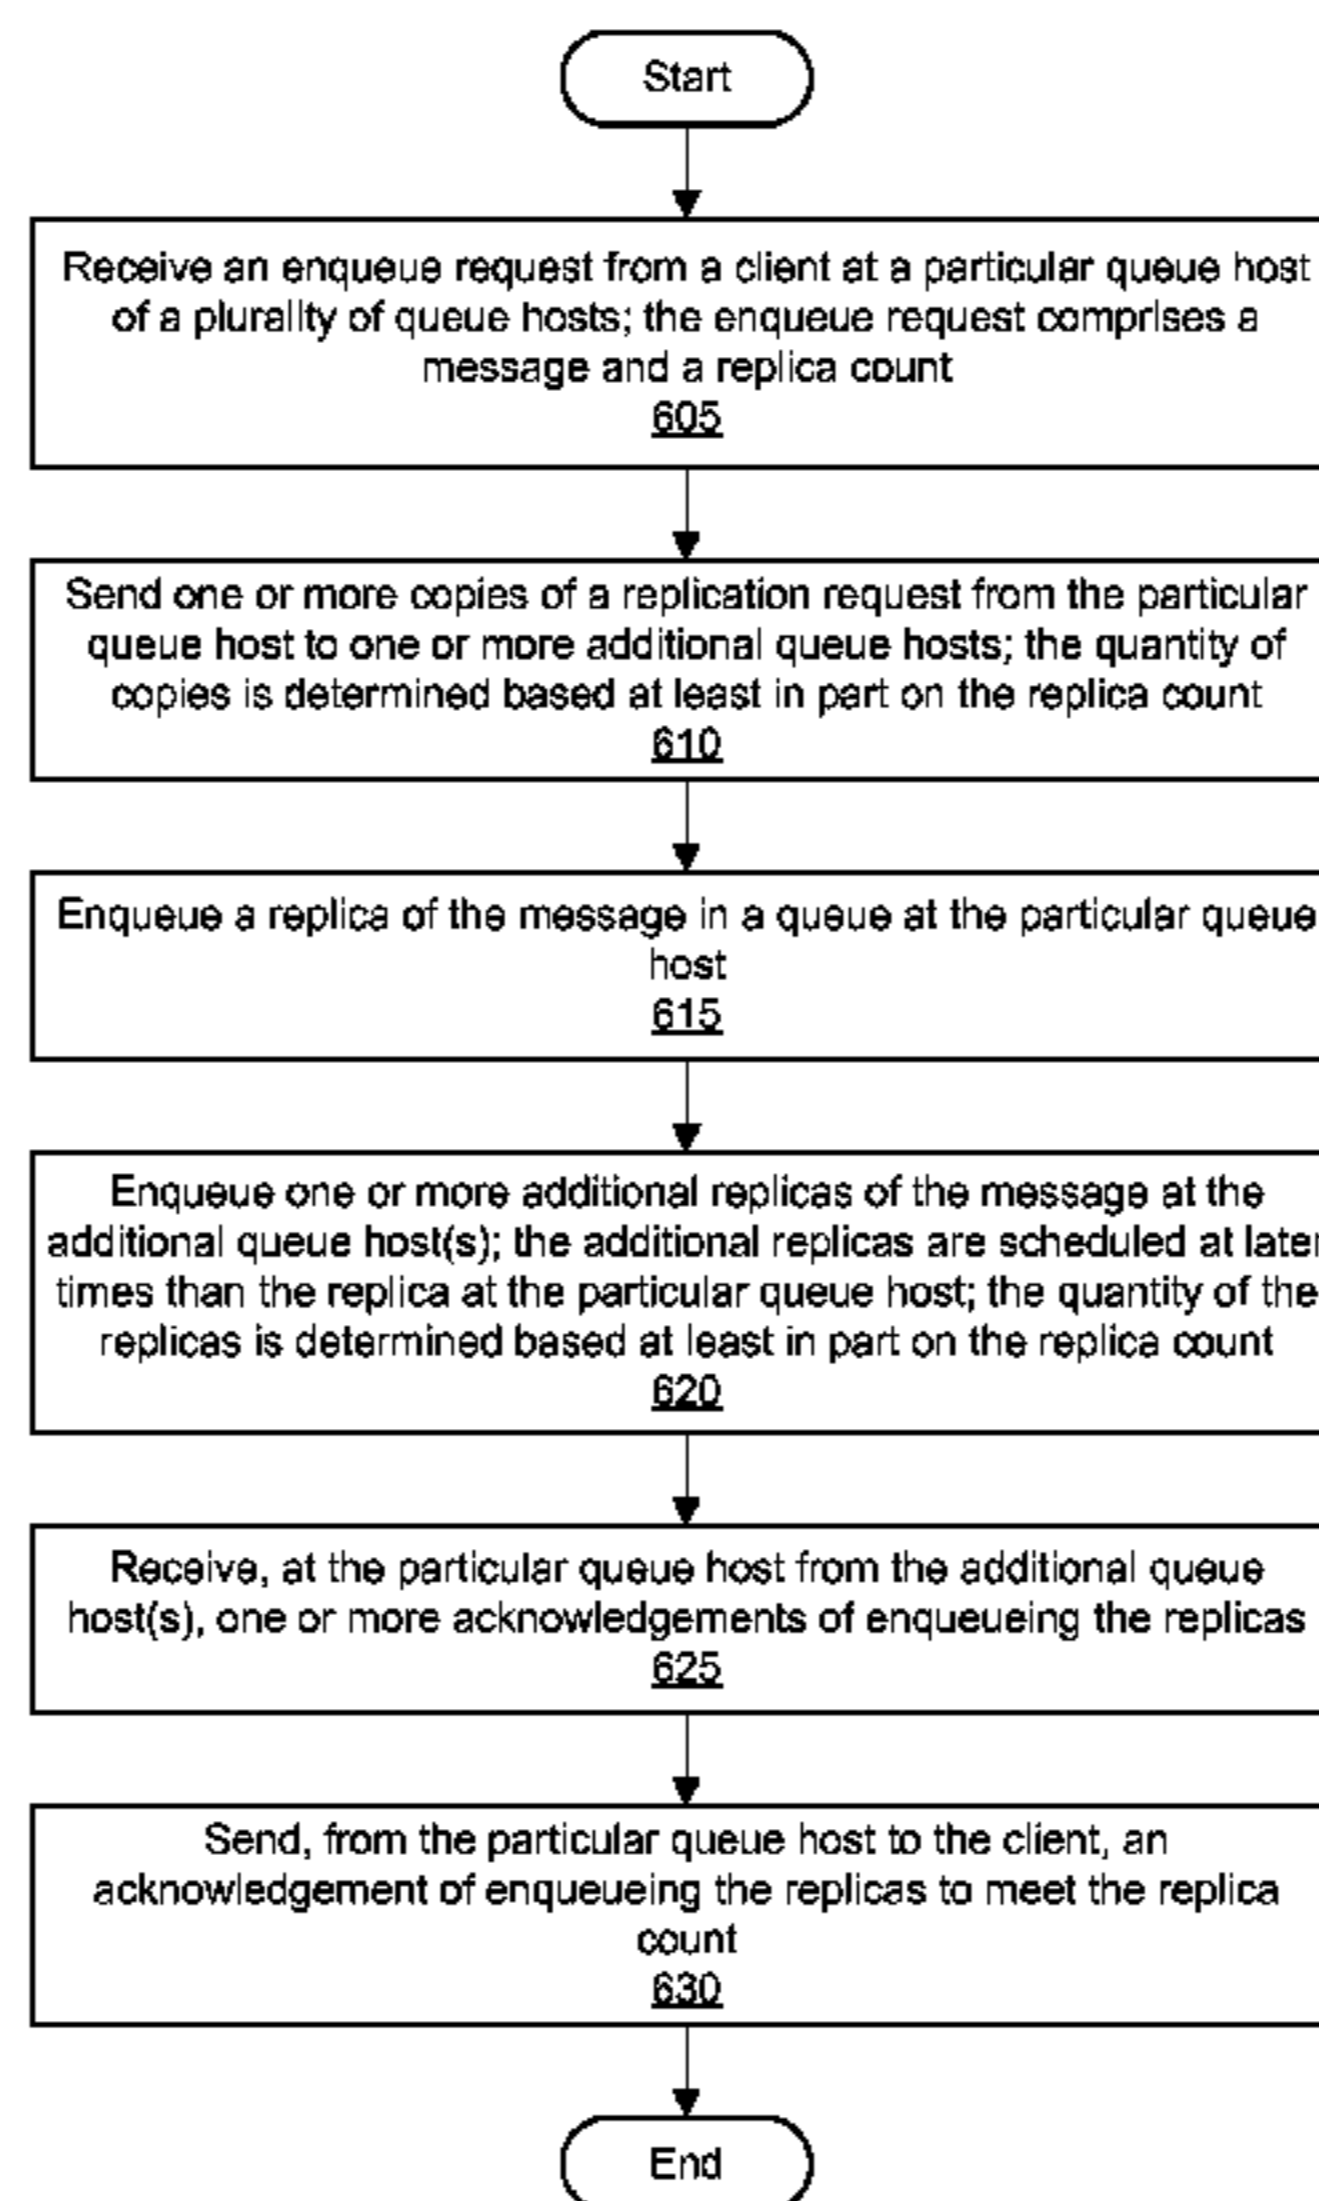 Start
Receive an enqueue request from a client at a particular queue host
of a plurality of queue hosts; the enqueue request comprises a
message and a replica count
605
Send one or more copies of a replication request from the particular
queue host to one or more additional queue hosts; the quantity of
copies is determined based at least in part on the replica count
610
Enqueue a replica of the message in a queue at the particular queue
host
615
Enqueue one or more additional replicas of the message at the
additional queue host(s); the additional replicas are scheduled at later
times than the replica at the particular queue host; the quantity of the
replicas is determined based at least in part on the replica count
620
Receive, at the particular queue host from the additional queue
host(s), one or more acknowledgements of enqueueing the replicas
625
Send, from the particular queue host to the client, an
acknowledgement of enqueueing the replicas to meet the replica
count
630
End